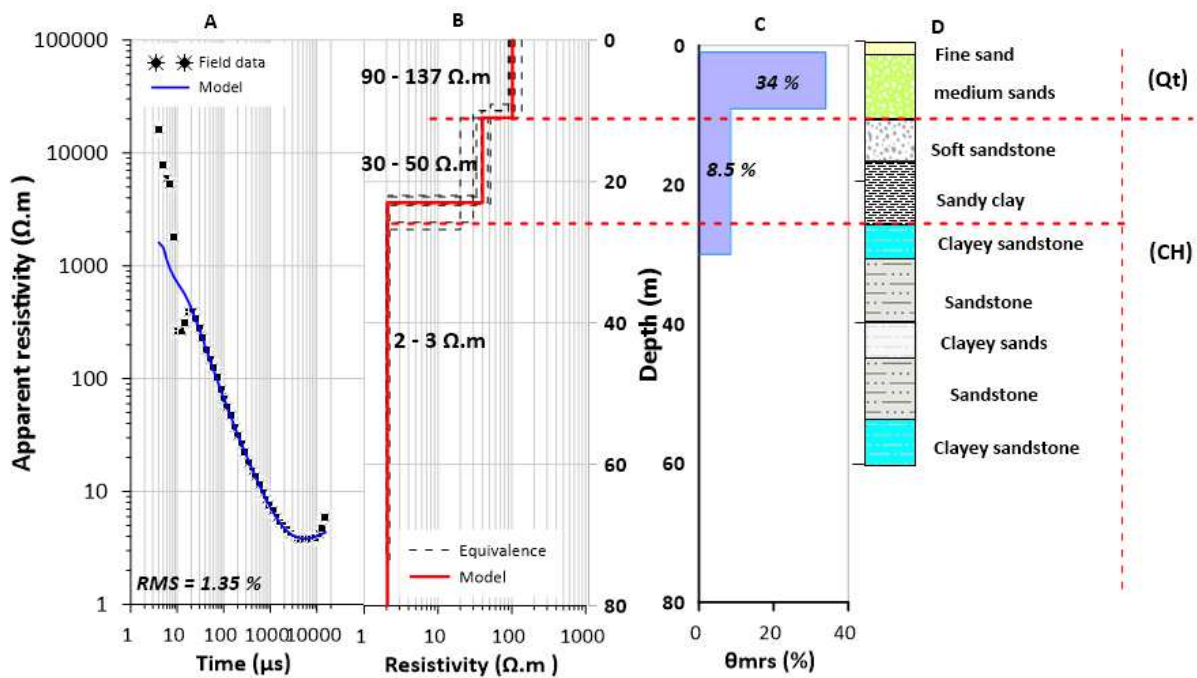 A
B
C
D
Apparent resistivity (Ω.m )
100000
10000
1000
100
10
1
Field data
Model
RMS = 1.35 %
1
10
100
1000
10000
Time (µs)
90 - 137 Ω.m
30 - 50 Ω.m
2 - 3 Ω.m
Equivalence
Model
1
10
100
1000
Resistivity (Ω.m )
0
20
40
60
80
Depth (m)
0
20
40
60
80
34 %
8.5 %
0
20
40
θmrs (%)
Fine sand
medium sands
Soft sandstone
Sandy clay
Clayey sandstone
Sandstone
Clayey sands
Sandstone
Clayey sandstone
(Qt)
(CH)